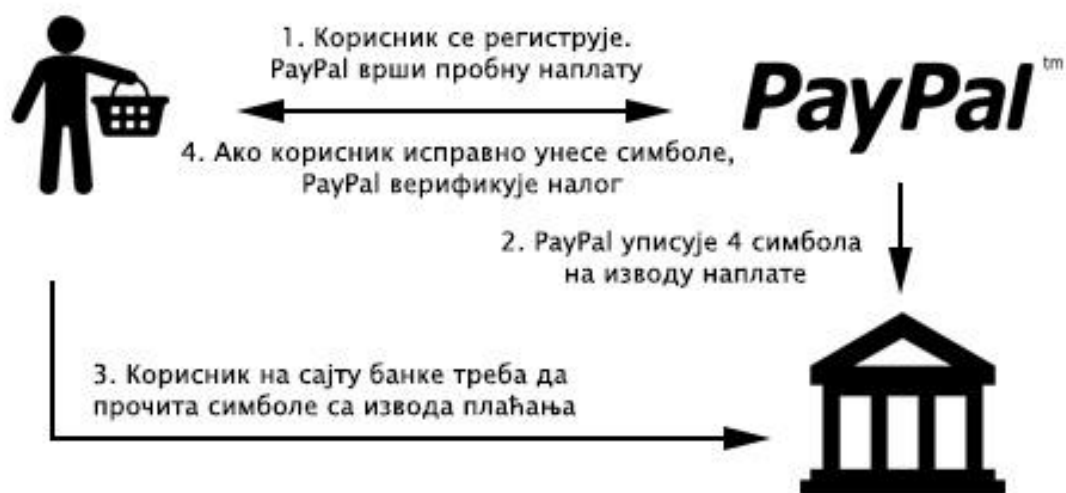 1. Корисник се региструје.
PayPal врши пробну наплату
PayPal tm
4. Ако корисник исправно унесе симболе,
PayPal верификује налог
2. PayPal уписује 4 симбола
на изводу наплате
3. Корисник на сајту банке треба да
прочита симболе са извода плаћања